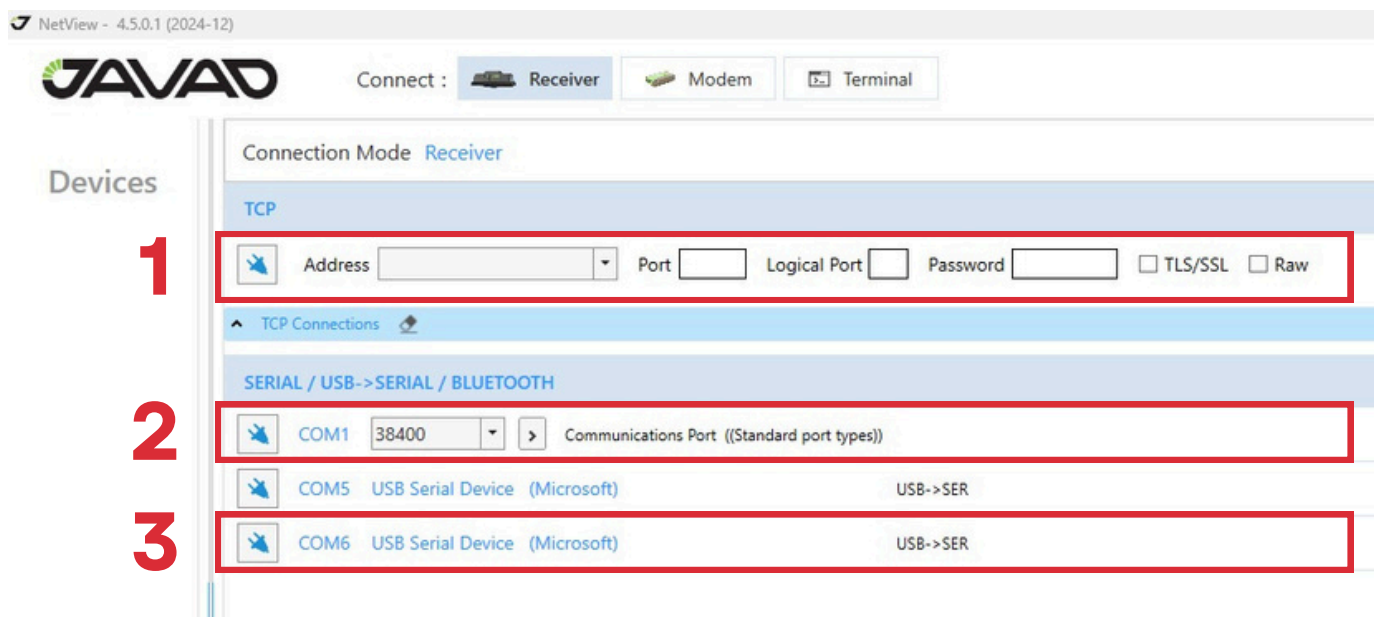 NetView - 4.5.0.1 (2024-12)
JAVAD Connect : Receiver Modem Terminal
Connection Mode Receiver
Devices
TCP
1 Address Port Logical Port Password TLS/SSL Raw
TCP Connections
SERIAL / USB->SERIAL / BLUETOOTH
2 COM1 38400 > Communications Port ((Standard port types))
COM5 USB Serial Device (Microsoft) USB->SER
3 COM6 USB Serial Device (Microsoft) USB->SER